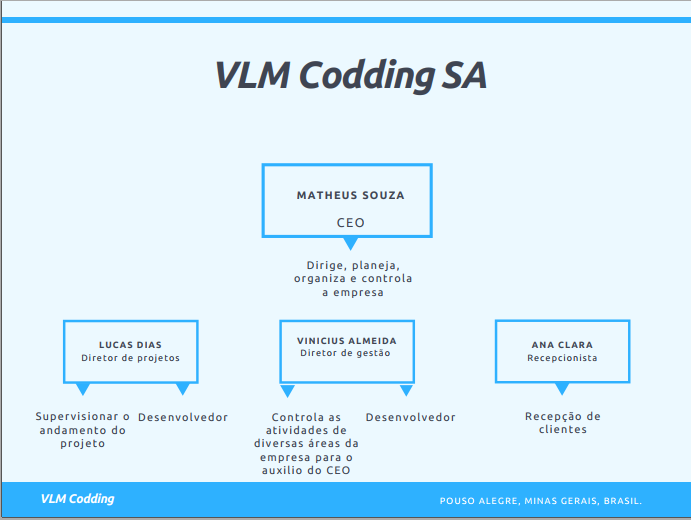 VLM Codding SA
MATHEUS SOUZA
CEO
Dirige, planeja,
organiza e controla
a empresa
LUCAS DIAS
Diretor de projetos
VINICIUS ALMEIDA
Diretor de gestão
ANA CLARA
Recepcionista
Supervisionar o
andamento do
projeto
Desenvolvedor
Controla as
atividades de
diversas áreas da
empresa para o
auxilio do CEO
Desenvolvedor
Recepção de
clientes
VLM Codding
POUSO ALEGRE, MINAS GERAIS, BRASIL.